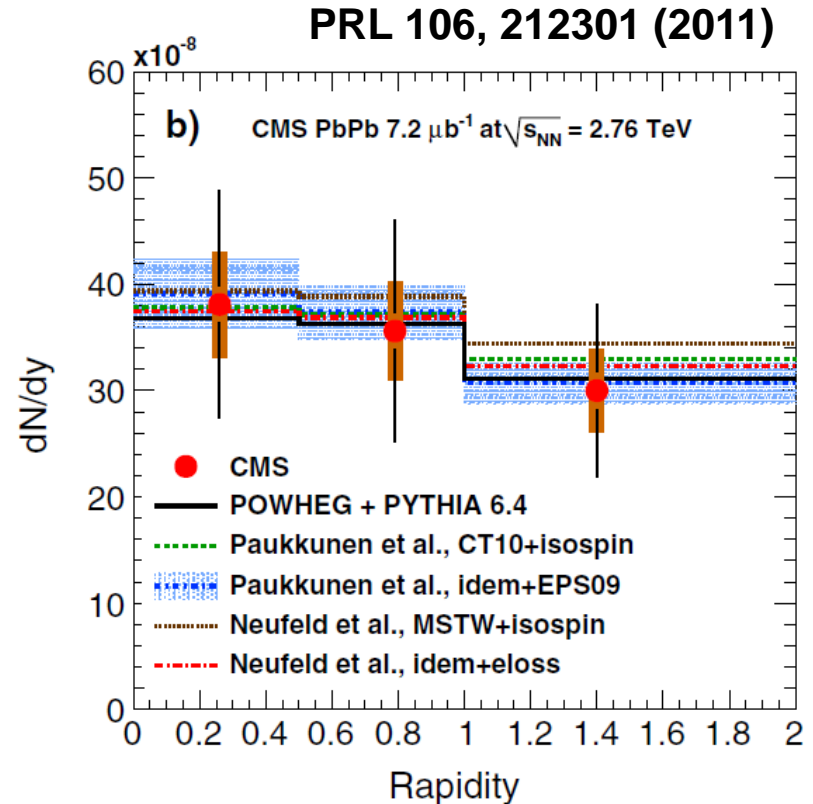 PRL 106, 212301 (2011)
x10-8
60
b) CMS PbPb 7.2 μb-1 at √sNN = 2.76 TeV
50
40
30
20
10
0
dN/dy
CMS
POWHEG + PYTHIA 6.4
Paukkunen et al., CT10+isospin
Paukkunen et al., idem+EPS09
Neufeld et al., MSTW+isospin
Neufeld et al., idem+eloss
0 0.2 0.4 0.6 0.8 1 1.2 1.4 1.6 1.8 2
Rapidity